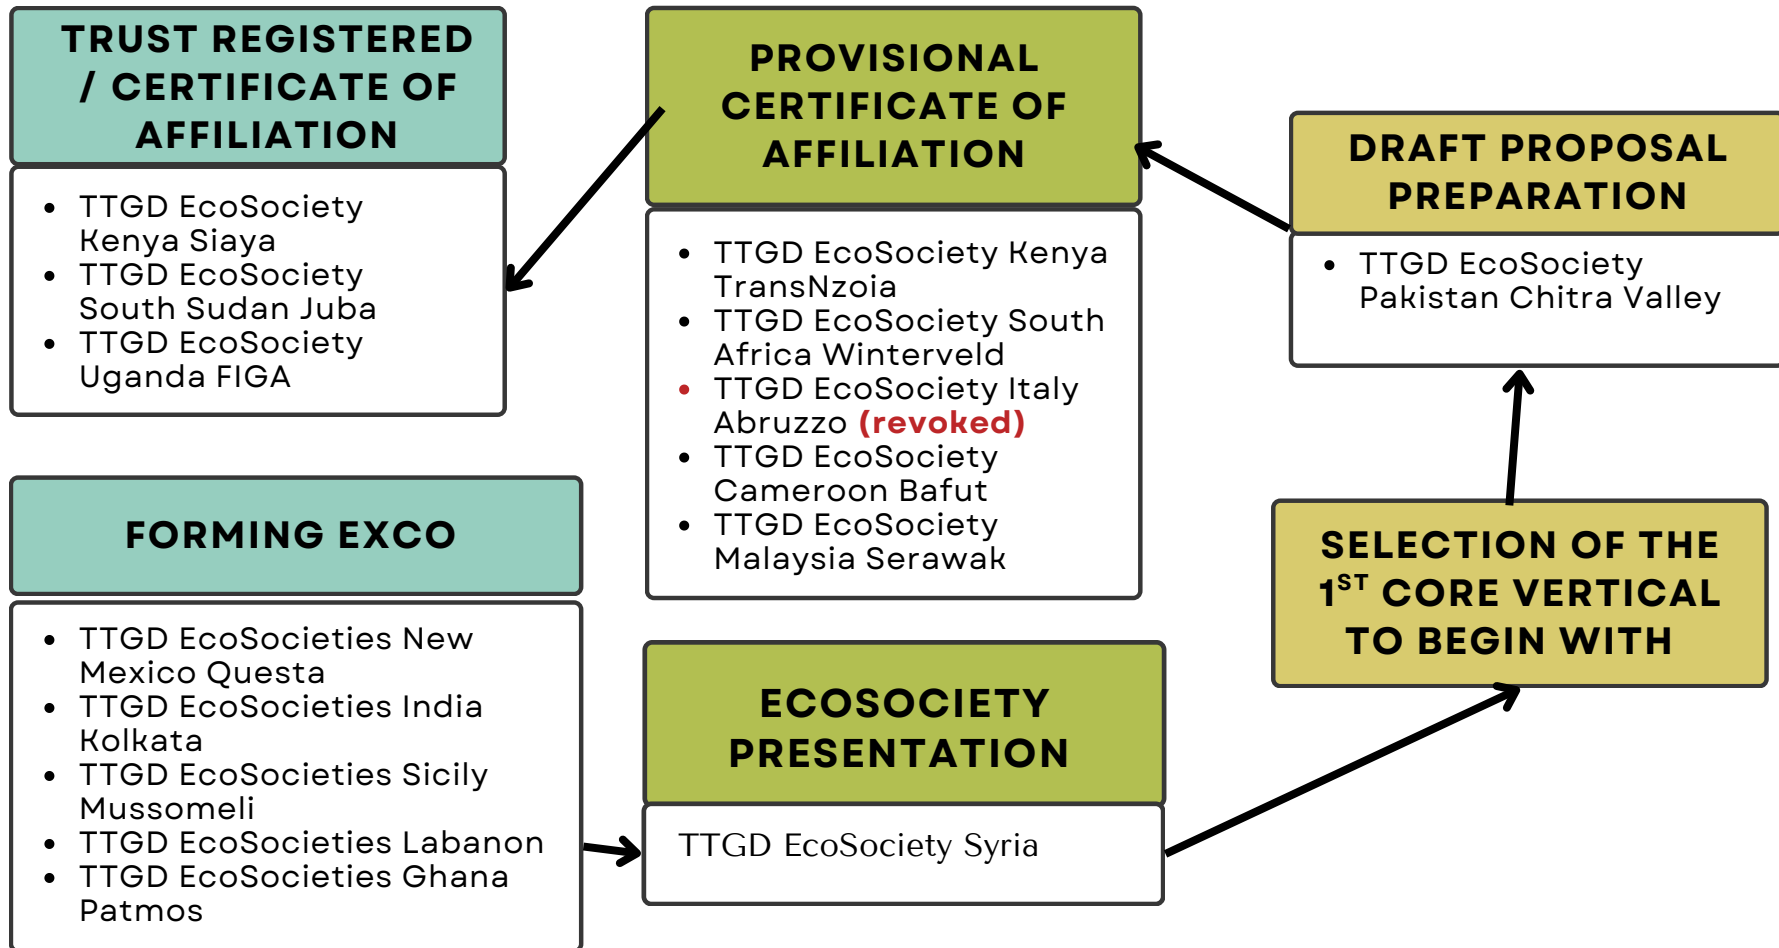 TRUST REGISTERED
/ CERTIFICATE OF
AFFILIATION
• TTGD EcoSociety
Kenya Siaya
• TTGD EcoSociety
South Sudan Juba
• TTGD EcoSociety
Uganda FIGA
PROVISIONAL
CERTIFICATE OF
AFFILIATION
• TTGD EcoSociety Kenya
TransNzoia
• TTGD EcoSociety South
Africa Winterveld
• TTGD EcoSociety Italy
Abruzzo (revoked)
• TTGD EcoSociety
Cameroon Bafut
• TTGD EcoSociety
Malaysia Serawak
DRAFT PROPOSAL
PREPARATION
• TTGD EcoSociety
Pakistan Chitra Valley
FORMING EXCO
• TTGD EcoSocieties New
Mexico Questa
• TTGD EcoSocieties India
Kolkata
• TTGD EcoSocieties Sicily
Mussomeli
• TTGD EcoSocieties Labanon
• TTGD EcoSocieties Ghana
Patmos
ECOSOCIETY
PRESENTATION
TTGD EcoSociety Syria
SELECTION OF THE
1ST CORE VERTICAL
TO BEGIN WITH